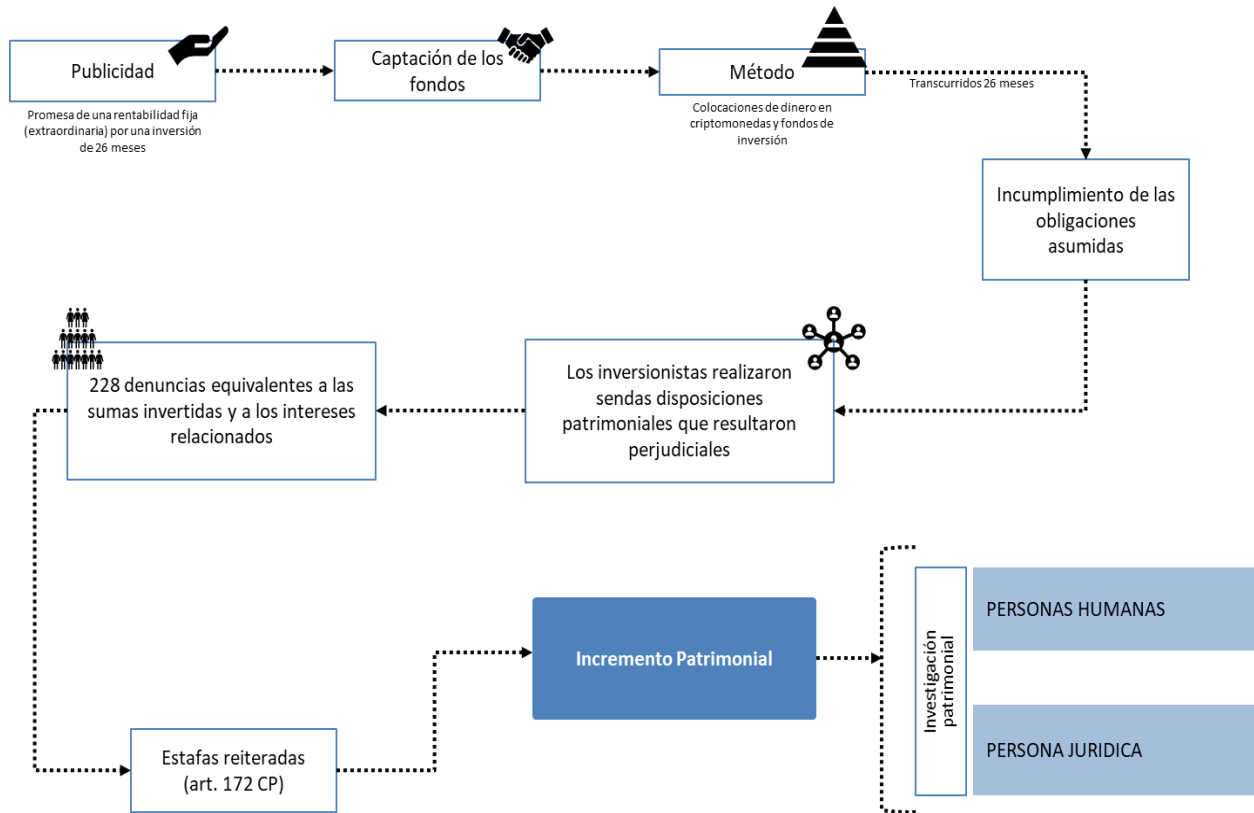 Publicidad
Promesa de una rentabilidad fija
(extraordinaria) por una inversión
de 26 meses
Captación de los
fondos
Método
Colocaciones de dinero en
criptomonedas y fondos de
inversión
Transcurridos 26 meses
Incumplimiento de las
obligaciones
asumidas
Los inversionistas realizaron
sendas disposiciones
patrimoniales que resultaron
perjudiciales
228 denuncias equivalentes a las
sumas invertidas y a los intereses
relacionados
Estafas reiteradas
(art. 172 CP)
Incremento Patrimonial
Investigación
patrimonial
PERSONAS HUMANAS
PERSONA JURIDICA